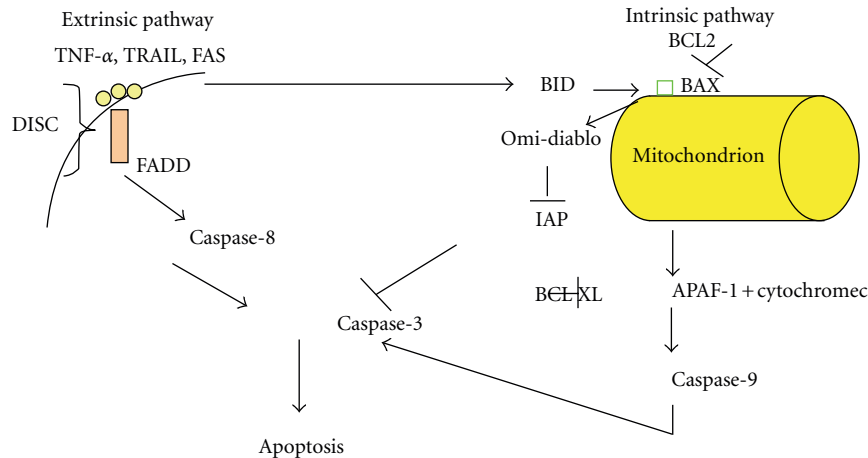 Extrinsic pathway
TNF-α, TRAIL, FAS
Intrinsic pathway
BCL2
BID
BAX
DISC
Omi-diablo
Mitochondrion
FADD
IAP
Caspase-8
BCL-XL
APAF-1 + cytochromec
Caspase-3
Caspase-9
Apoptosis